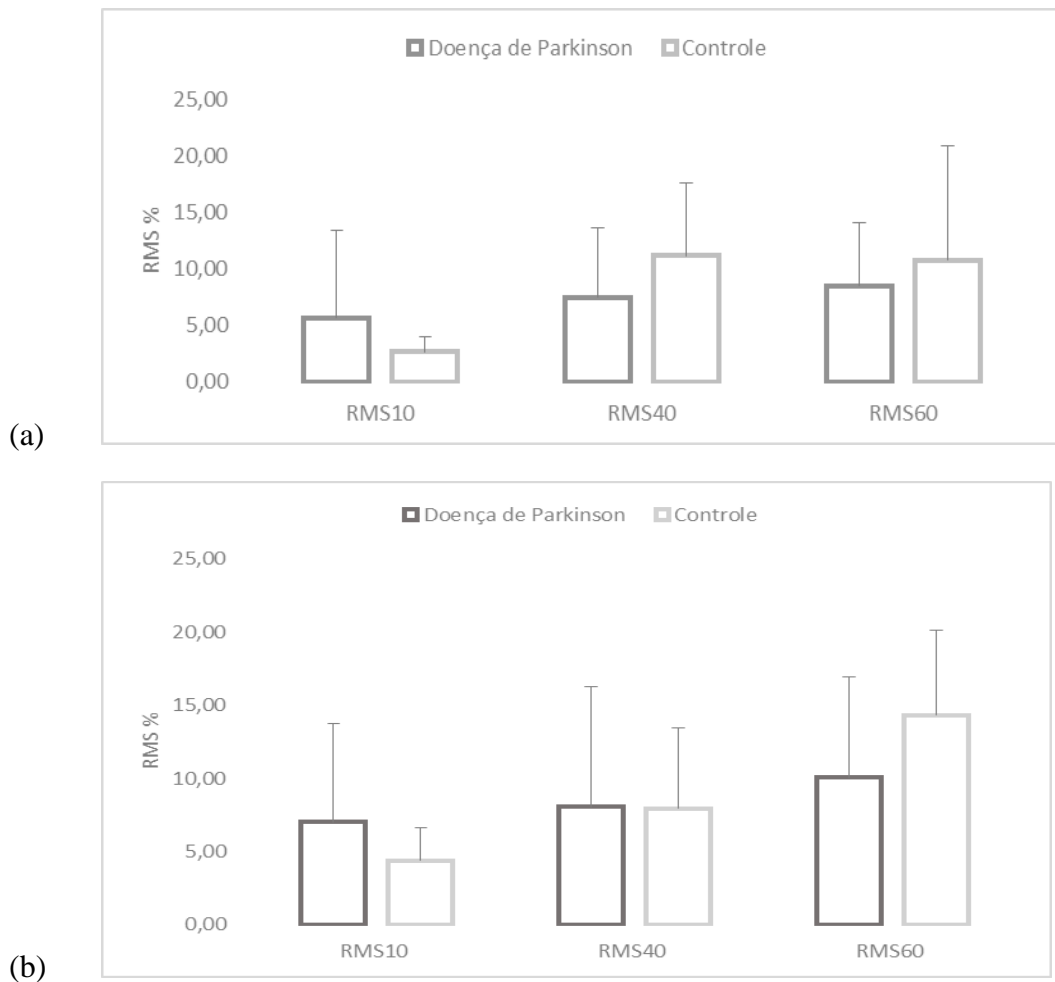 Doença de Parkinson Controle
25,00
20,00
15,00
10,00
5,00
0,00
RMS %
RMS10 RMS40 RMS60
(a)
Doença de Parkinson Controle
25,00
20,00
15,00
10,00
5,00
0,00
RMS %
RMS10 RMS40 RMS60
(b)